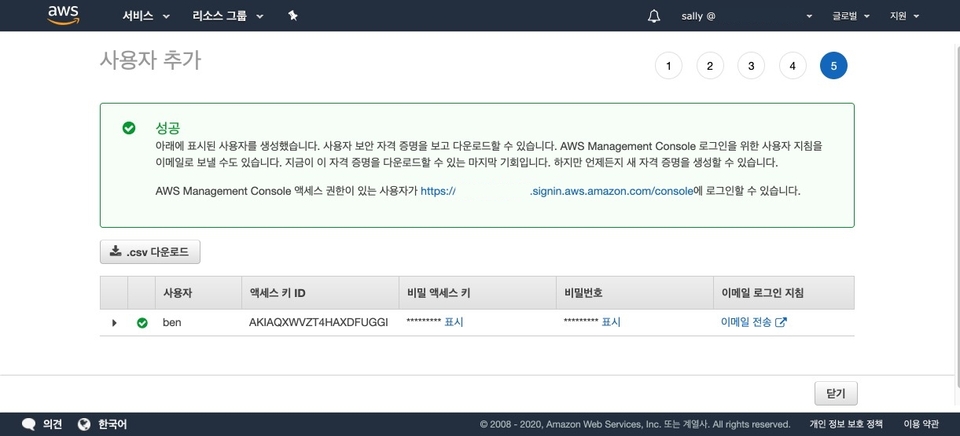 aws 서비스 리소스 그룹 sally @ 글로벌 지원
사용자 추가 1 2 3 4 5
성공
아래에 표시된 사용자를 생성했습니다. 사용자 보안 자격 증명을 보고 다운로드할 수 있습니다. AWS Management Console 로그인을 위한 사용자 지침을
이메일로 보낼 수도 있습니다. 지금이 이 자격 증명을 다운로드할 수 있는 마지막 기회입니다. 하지만 언제든지 새 자격 증명을 생성할 수 있습니다.
AWS Management Console 액세스 권한이 있는 사용자가 https:// .signin.aws.amazon.com/console에 로그인할 수 있습니다.
.csv 다운로드
사용자 액세스 키 ID 비밀 액세스 키 비밀번호 이메일 로그인 지침
ben AKIAQXWVZT4HAXDFUGGI ********* 표시 ********* 표시 이메일 전송
닫기
의견 한국어 © 2008 - 2020, Amazon Web Services, Inc. 또는 계열사. All rights reserved. 개인 정보 보호 정책 이용 약관